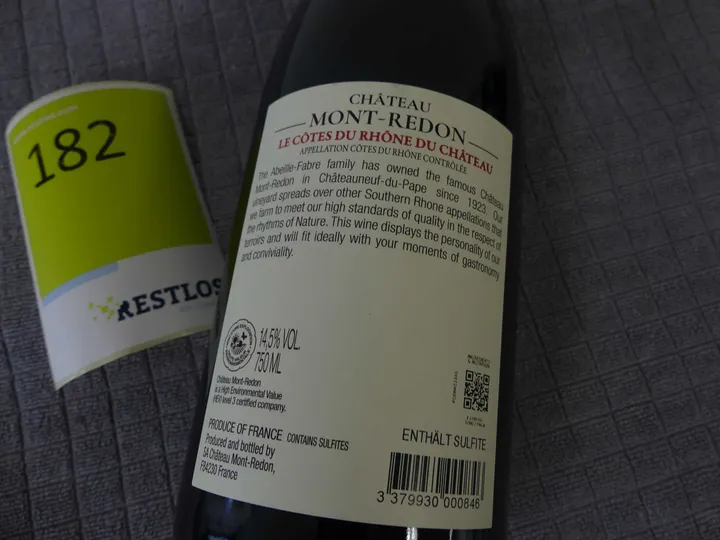 182
RESTLOS
CHÂTEAU
MONT-REDON
LE CÔTES DU RHÔNE DU CHÂTEAU
APPELLATION CÔTES DU RHÔNE CONTRÔLÉE
The Abeille-Fabre family has owned the famous Château
Mont-Redon in Châteauneuf-du-Pape since 1923. Our
vineyard spreads over other Southern Rhone appellations that
we farm to meet our high standards of quality in the respect of
the rhythms of Nature. This wine displays the personality of our
terroirs and will fit ideally with your moments of gastronomy
and conviviality.
14,5% VOL.
750 ML
Château Mont-Redon
is a High Environmental Value
HEV level 3 certified company.
PRODUCE OF FRANCE CONTAINS SULFITES
Produced and bottled by
SA Château Mont-Redon,
F84230 France
ENTHÄLT SULFITE
3 379930 000846